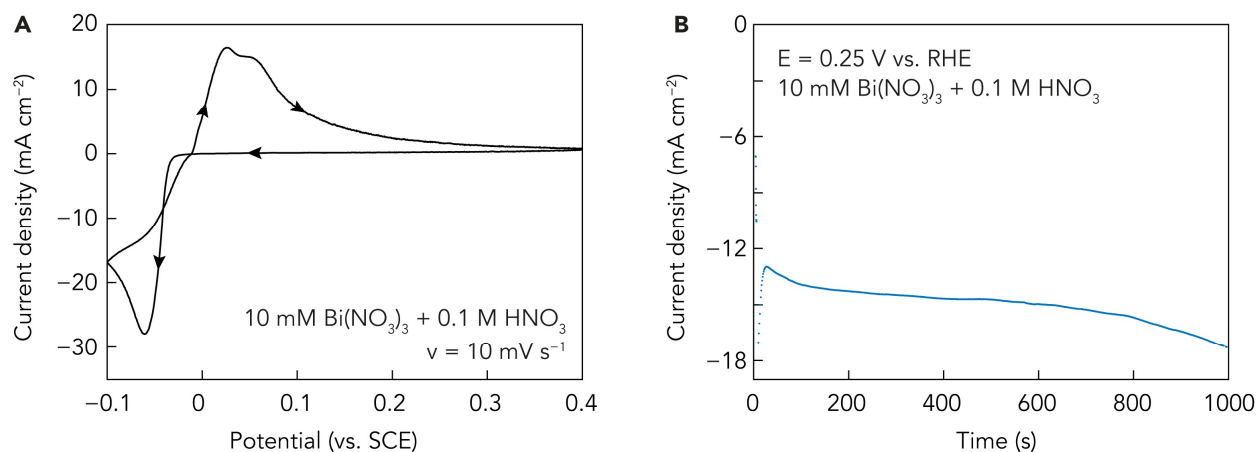 A
20
10
0
−10
−20
−30
−0.1
0
0.1
0.2
0.3
0.4
Current density (mA cm⁻²)
Potential (vs. SCE)
10 mM Bi(NO₃)₃ + 0.1 M HNO₃
v = 10 mV s⁻¹
B
0
−6
−12
−18
0
200
400
600
800
1000
Current density (mA cm⁻²)
Time (s)
E = 0.25 V vs. RHE
10 mM Bi(NO₃)₃ + 0.1 M HNO₃